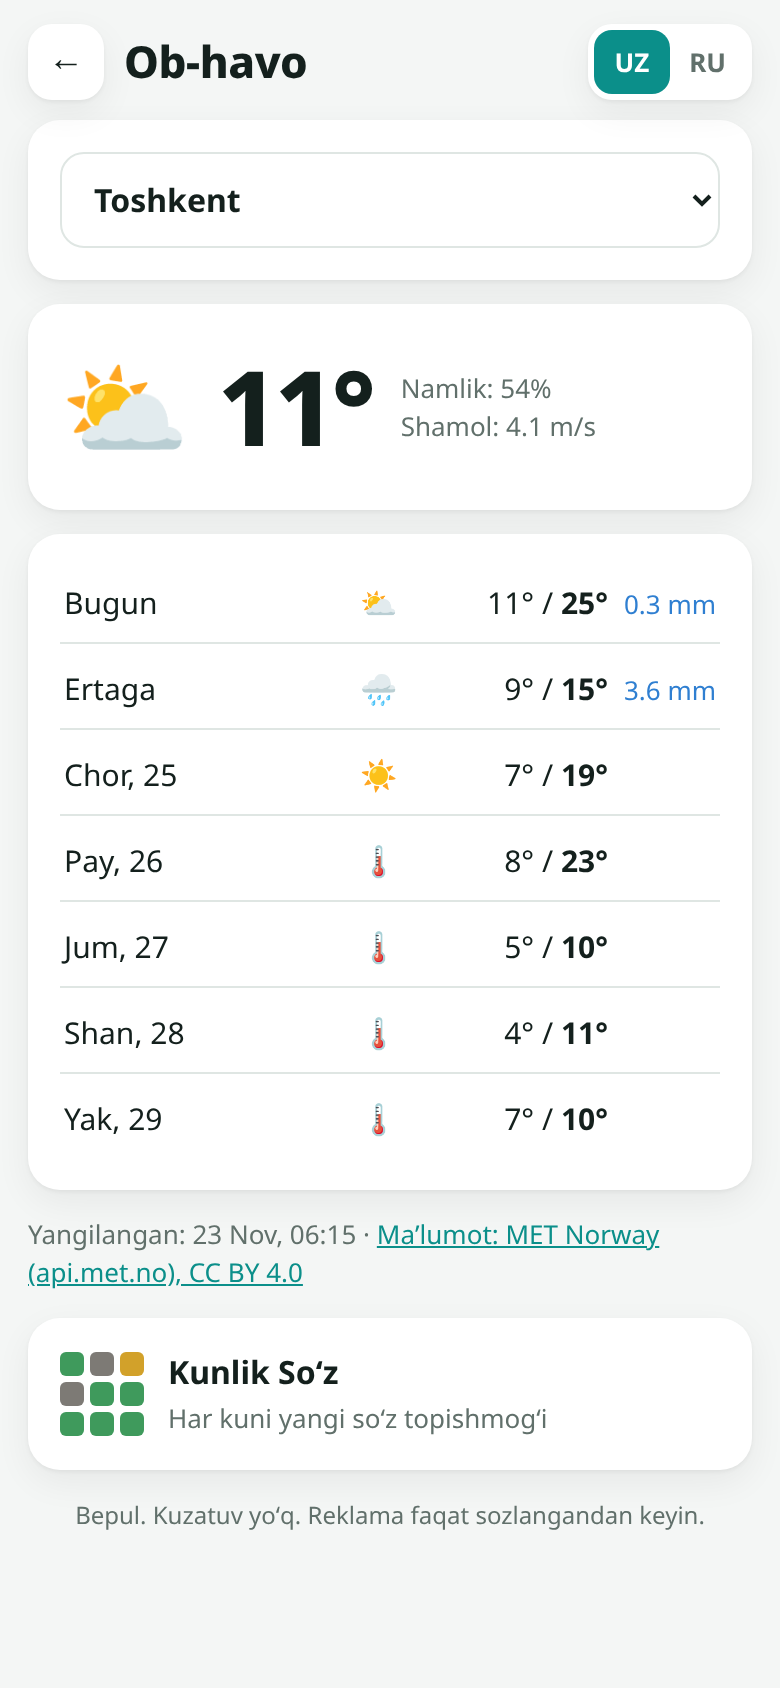 ← Ob-havo UZ RU
Toshkent
11°
Namlik: 54%
Shamol: 4.1 m/s
Bugun 11° / 25° 0.3 mm
Ertaga 9° / 15° 3.6 mm
Chor, 25 7° / 19°
Pay, 26 8° / 23°
Jum, 27 5° / 10°
Shan, 28 4° / 11°
Yak, 29 7° / 10°
Yangilangan: 23 Nov, 06:15 · Ma’lumot: MET Norway
(api.met.no), CC BY 4.0
Kunlik So‘z
Har kuni yangi so‘z topishmog‘i
Bepul. Kuzatuv yo‘q. Reklama faqat sozlangandan keyin.